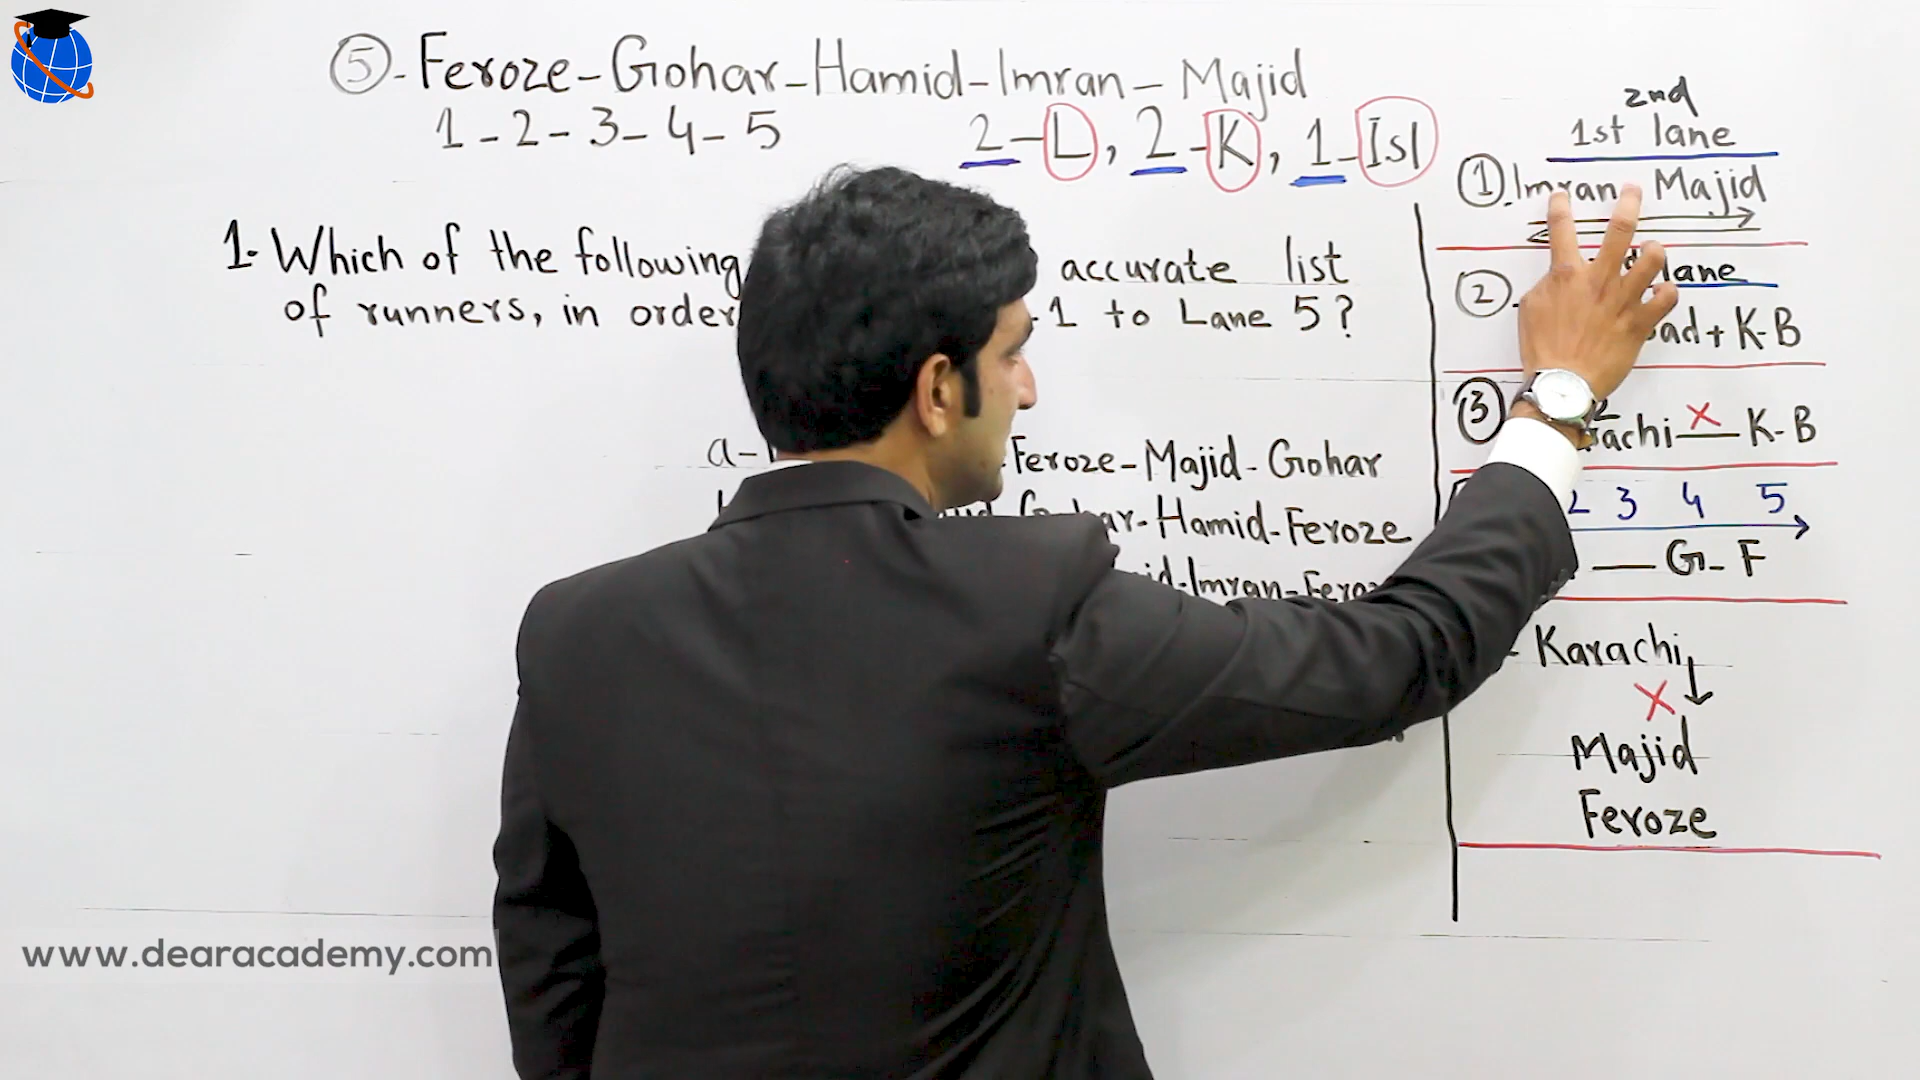 5 - Feroze - Gohar - Hamid - Imran - Majid
1 - 2 - 3 - 4 - 5
2 - L, 2 - K, 1 - Isl
1. Which of the following accurate list
of runners, in order 1 to Lane 5?
a - Feroze - Majid - Gohar
Hamid - Feroze
Imran - Feroz
2nd
1st lane
1. Imran Majid
2. lane
ad + K-B
3 achi X K-B
2 3 4 5
G - F
Karachi
X
Majid
Feroze
www.dearacademy.com